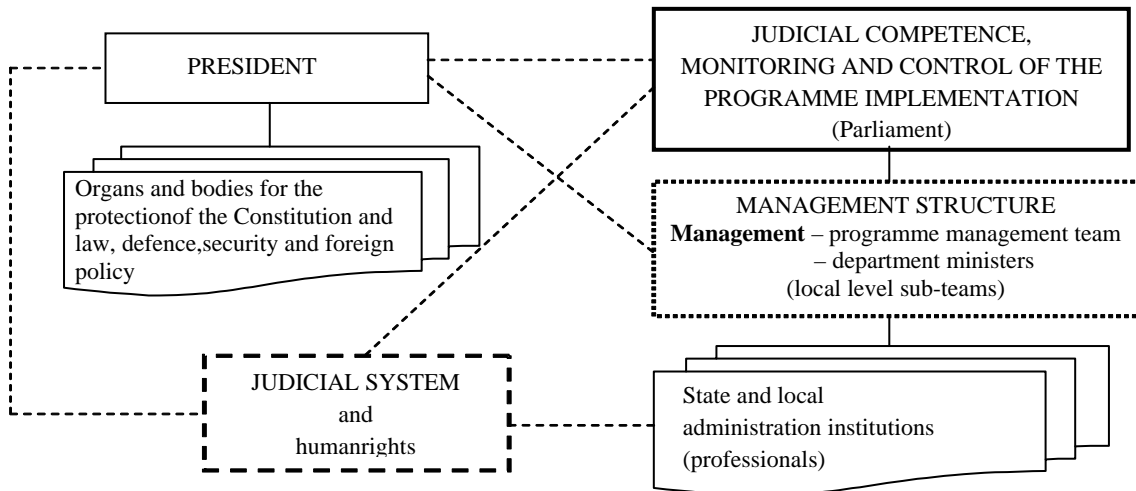 PRESIDENT
JUDICIAL COMPETENCE,
MONITORING AND CONTROL OF THE
PROGRAMME IMPLEMENTATION
(Parliament)
Organs and bodies for the
protectionof the Constitution and
law, defence,security and foreign
policy
MANAGEMENT STRUCTURE
Management – programme management team
– department ministers
(local level sub-teams)
JUDICIAL SYSTEM
and
humanrights
State and local
administration institutions
(professionals)